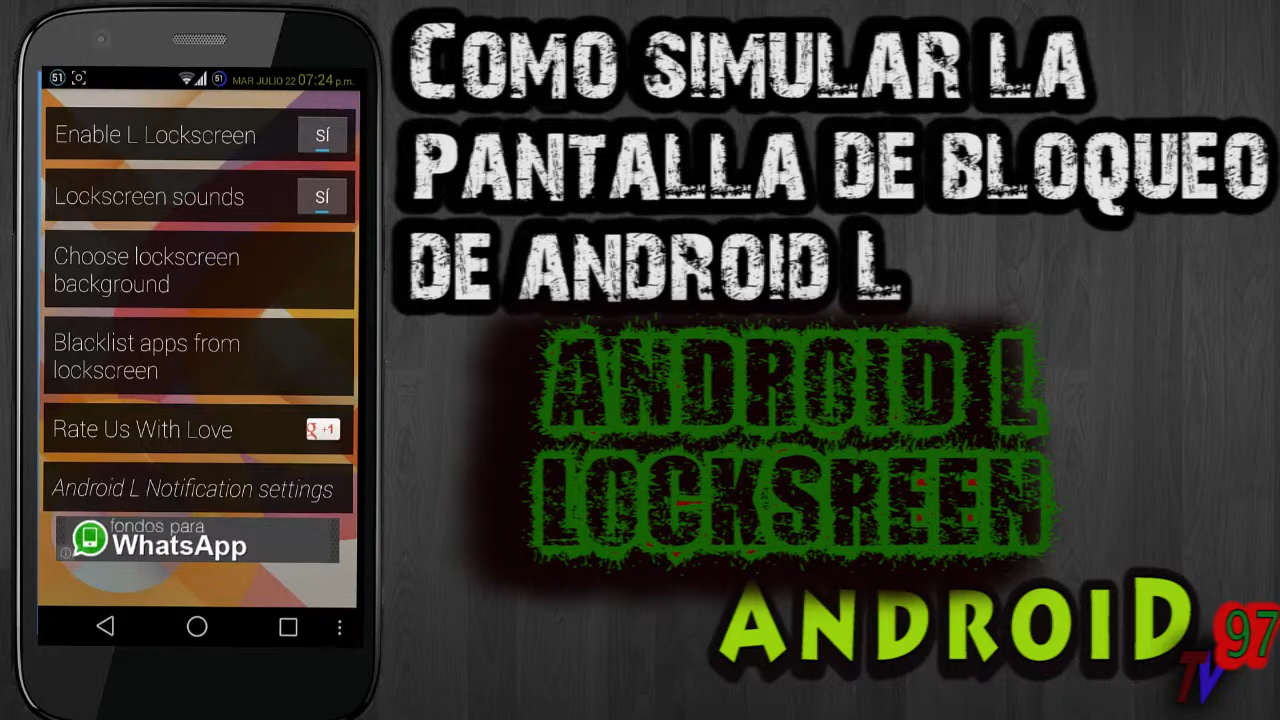 51 51 MAR JULIO 22 07:24 p.m.
Enable L Lockscreen SÍ
Lockscreen sounds SÍ
Choose lockscreen
background
Blacklist apps from
lockscreen
Rate Us With Love g +1
Android L Notification settings
fondos para
WhatsApp
COMO SIMULAR LA
PANTALLA DE BLOQUEO
DE ANDROID L
ANDROID L
LOCKSREEN
ANDROID
TV 97